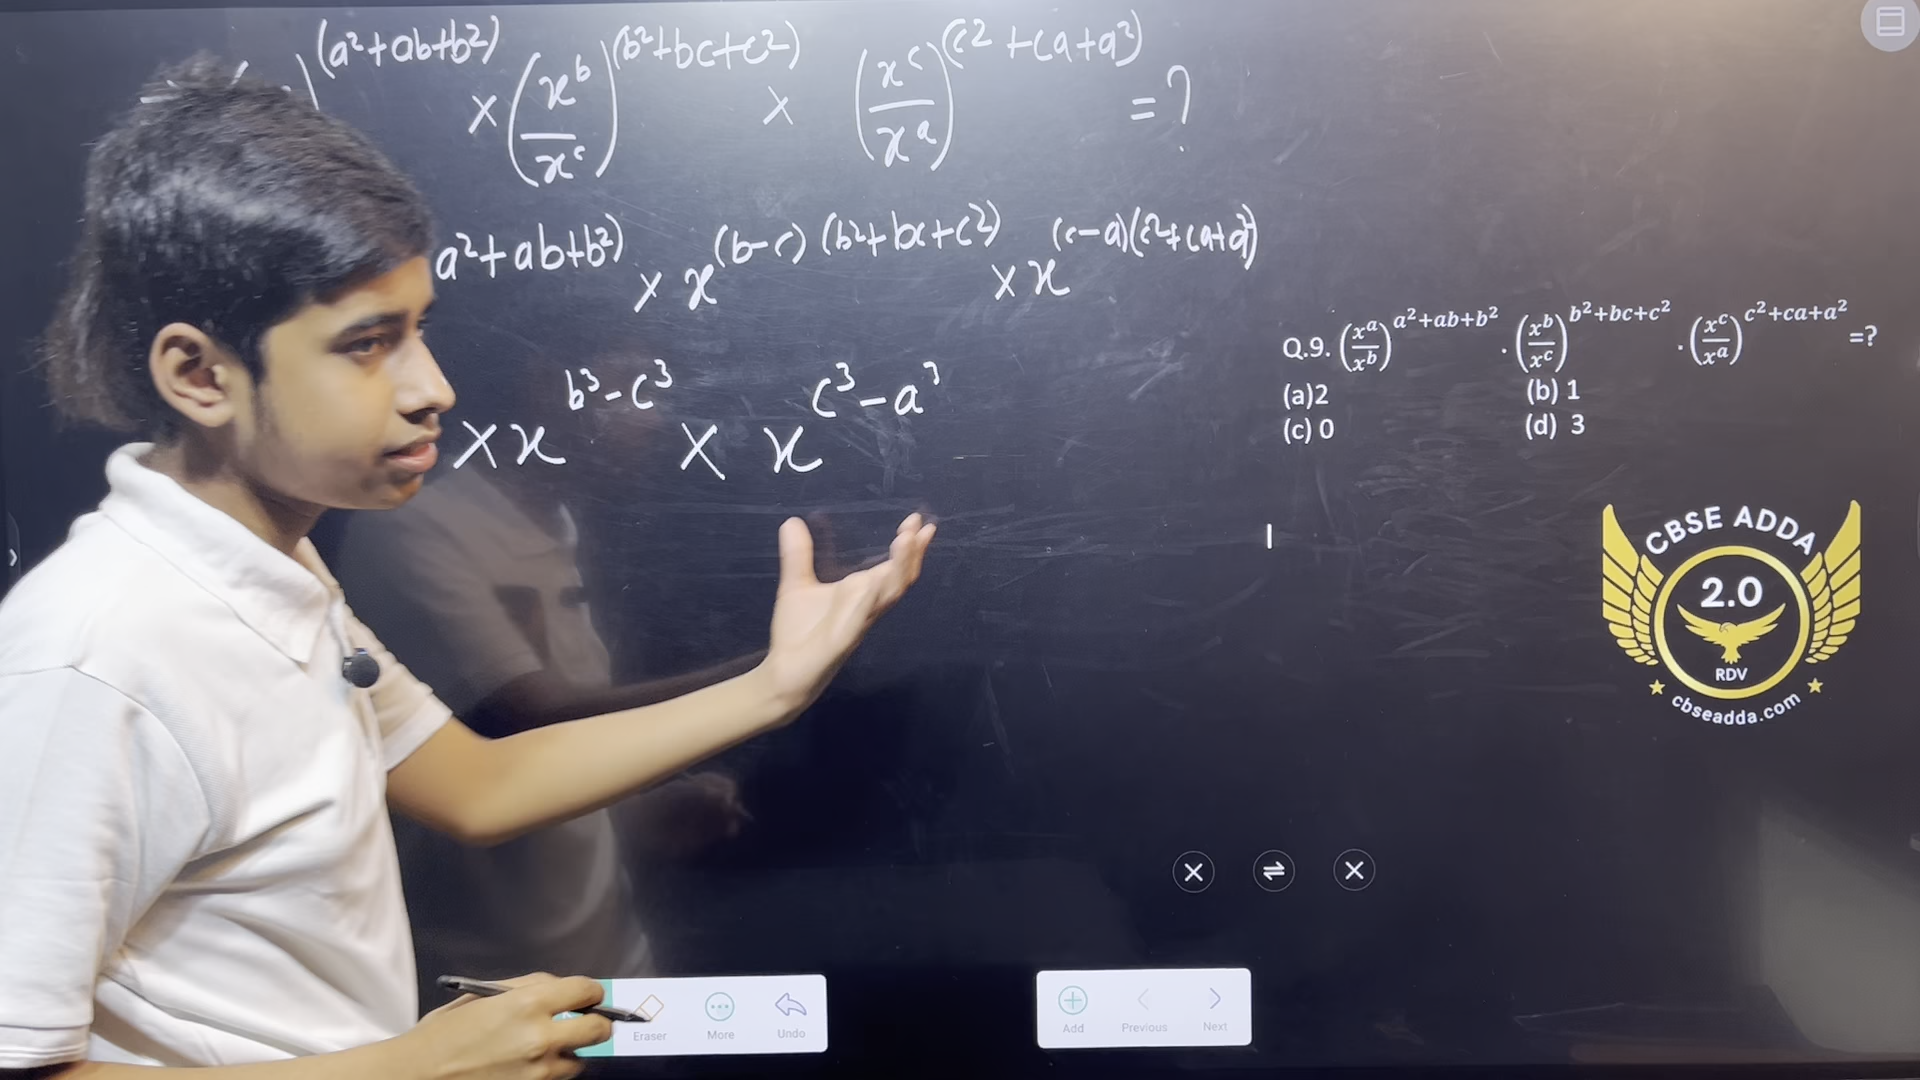 (a²+ab+b²) × (x^b/x^c)^(b²+bc+c²) × (x^c/x^a)^(c²+ca+a²) = ?
a²+ab+b²) × x^(b-c)(b²+bc+c²) × x^(c-a)(c²+ca+a²)
× x^b³-c³ × x^c³-a³
Q.9. (x^a/x^b)^a²+ab+b² . (x^b/x^c)^b²+bc+c² . (x^c/x^a)^c²+ca+a² =?
(a)2 (b) 1
(c) 0 (d) 3
CBSE ADDA
2.0
RDV
cbseadda.com
Eraser More Undo
Add Previous Next